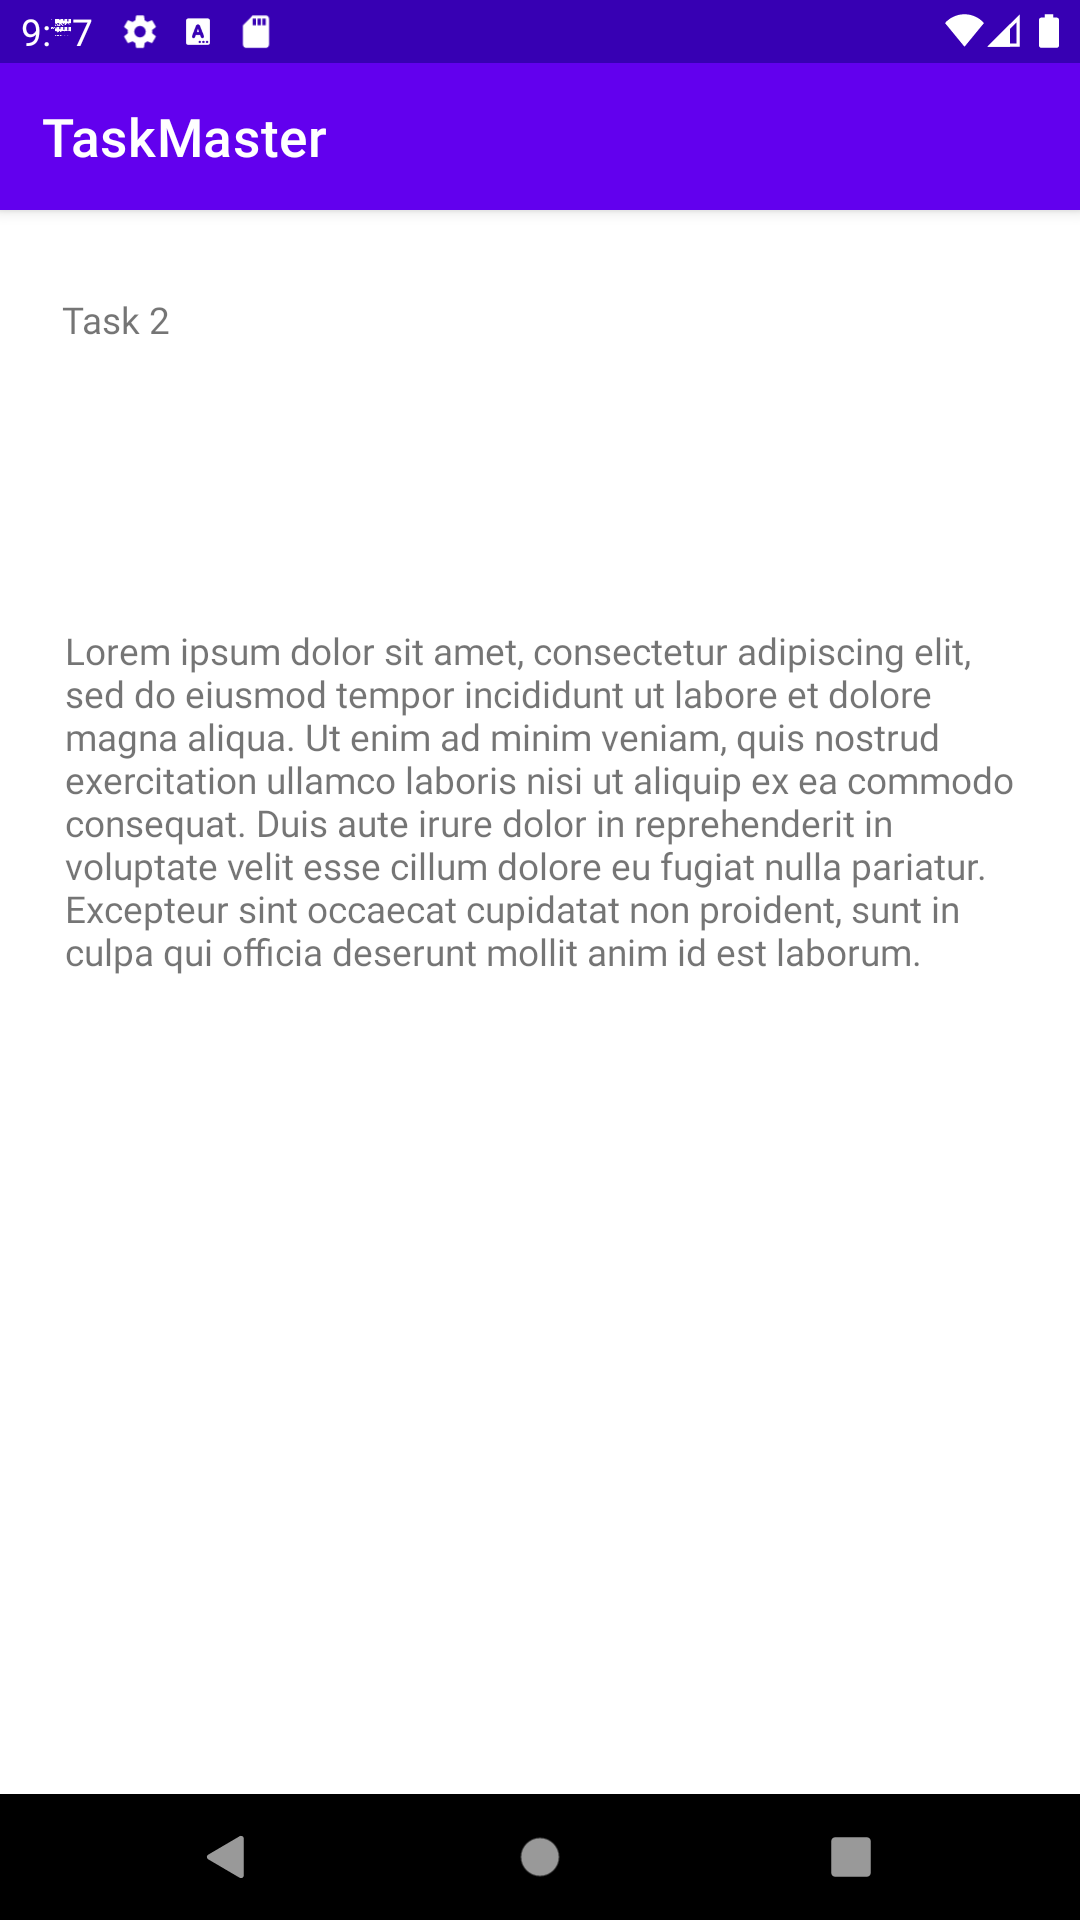 TaskMaster
Task 2
Lorem ipsum dolor sit amet, consectetur adipiscing elit,
sed do eiusmod tempor incididunt ut labore et dolore
magna aliqua. Ut enim ad minim veniam, quis nostrud
exercitation ullamco laboris nisi ut aliquip ex ea commodo
consequat. Duis aute irure dolor in reprehenderit in
voluptate velit esse cillum dolore eu fugiat nulla pariatur.
Excepteur sint occaecat cupidatat non proident, sunt in
culpa qui officia deserunt mollit anim id est laborum.